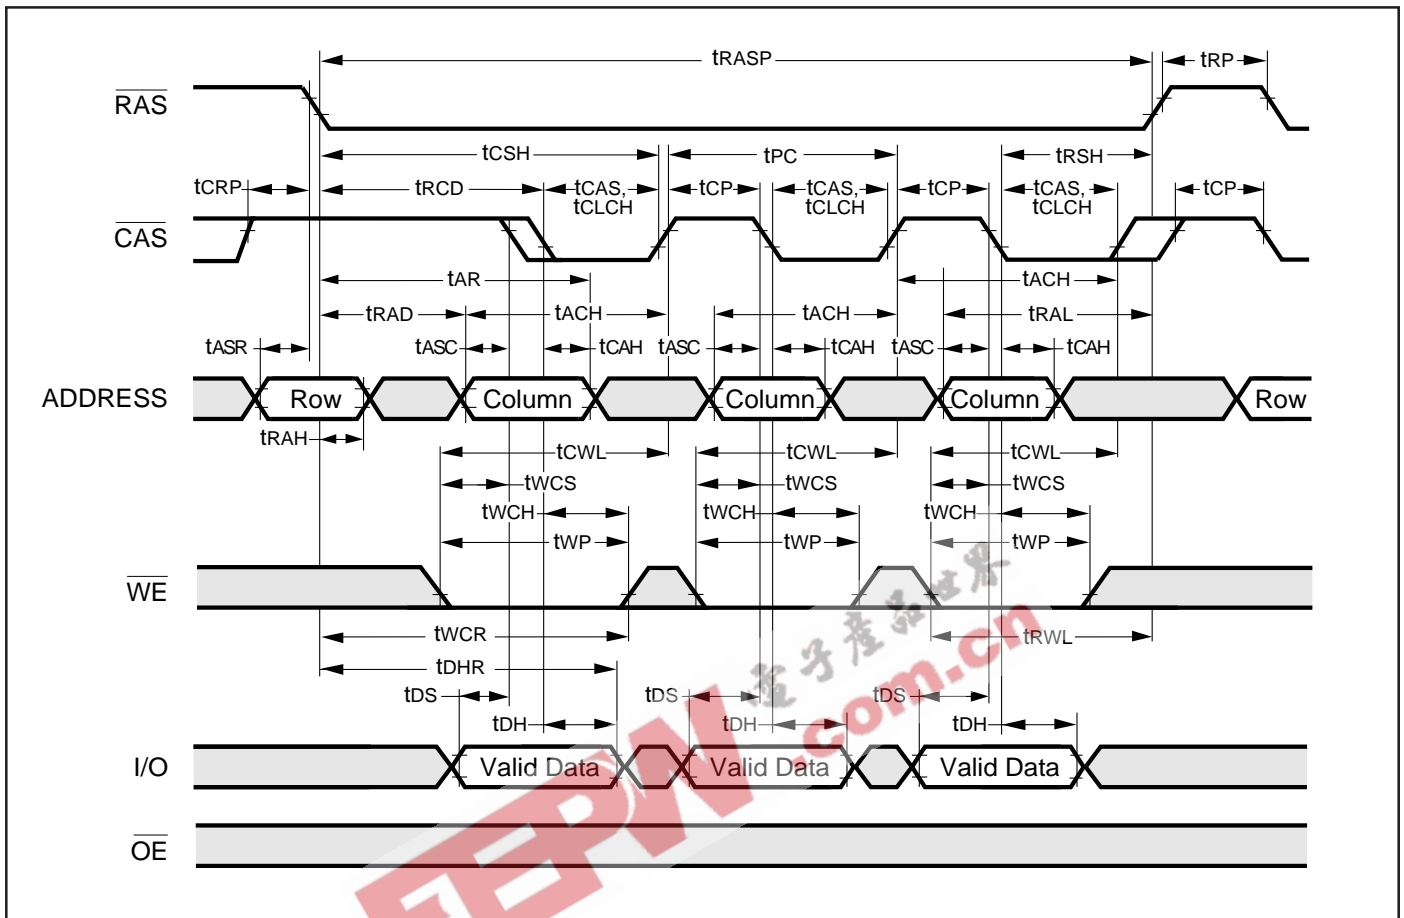 tRASP
tRP
RAS
tCSH
tPC
tRSH
tCRP
tRCD
tCAS,
tCLCH
tCP
tCAS,
tCLCH
tCP
tCAS,
tCLCH
tCP
CAS
tAR
tACH
tRAD
tACH
tACH
tRAL
tASR
tASC
tCAH
tASC
tCAH
tASC
tCAH
ADDRESS
Row
Column
Column
Column
Row
tRAH
tCWL
tCWL
tCWL
tWCS
tWCS
tWCS
tWCH
tWCH
tWCH
tWP
tWP
tWP
WE
tWCR
tRWL
tDHR
tDS
tDS
tDS
tDH
tDH
tDH
I/O
Valid Data
Valid Data
Valid Data
OE
EEPW
電子產品世界
.com.cn